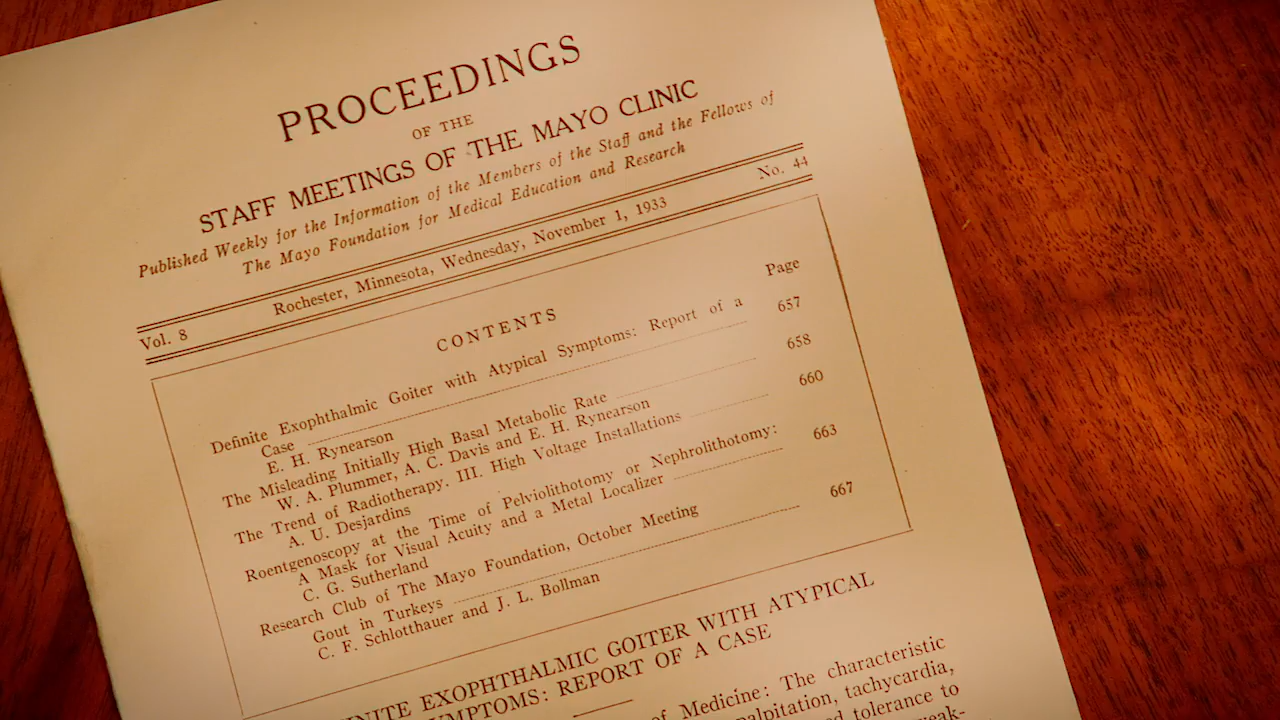 PROCEEDINGS
OF THE
STAFF MEETINGS OF THE MAYO CLINIC
Published Weekly for the Information of the Members of the Staff and the Fellows of
The Mayo Foundation for Medical Education and Research
Vol. 8 Rochester, Minnesota, Wednesday, November 1, 1933 No. 44
CONTENTS
Page
Definite Exophthalmic Goiter with Atypical Symptoms: Report of a
Case 657
E. H. Rynearson
The Misleading Initially High Basal Metabolic Rate 658
W. A. Plummer, A. C. Davis and E. H. Rynearson
The Trend of Radiotherapy. III. High Voltage Installations 660
A. U. Desjardins
Roentgenoscopy at the Time of Pelviolithotomy or Nephrolithotomy:
A Mask for Visual Acuity and a Metal Localizer 663
C. G. Sutherland
Research Club of The Mayo Foundation, October Meeting
Gout in Turkeys 667
C. F. Schlotthauer and J. L. Bollman
INITE EXOPHTHALMIC GOITER WITH ATYPICAL
YMPTOMS: REPORT OF A CASE
of Medicine: The characteristic
palpitation, tachycardia,
tolerance to
eak-